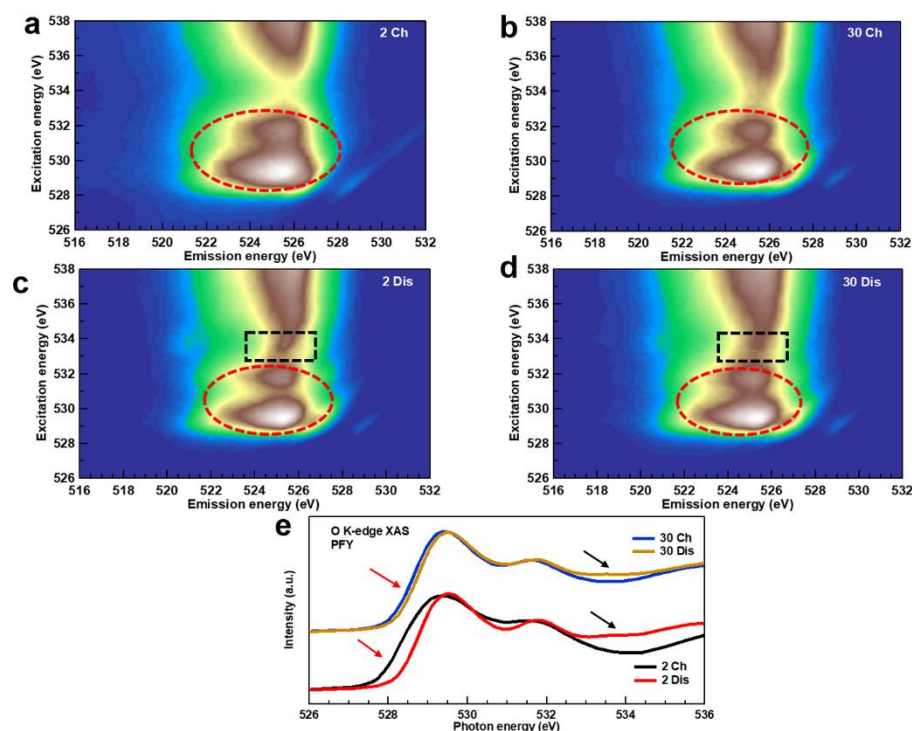 a
2 Ch
Excitation energy (eV)
538
536
534
532
530
528
526
516 518 520 522 524 526 528 530 532
Emission energy (eV)
b
30 Ch
Excitation energy (eV)
538
536
534
532
530
528
526
516 518 520 522 524 526 528 530 532
Emission energy (eV)
c
2 Dis
Excitation energy (eV)
538
536
534
532
530
528
526
516 518 520 522 524 526 528 530 532
Emission energy (eV)
d
30 Dis
Excitation energy (eV)
538
536
534
532
530
528
526
516 518 520 522 524 526 528 530 532
Emission energy (eV)
e
O K-edge XAS
PFY
30 Ch
30 Dis
2 Ch
2 Dis
Intensity (a.u.)
526 528 530 532 534 536
Photon energy (eV)